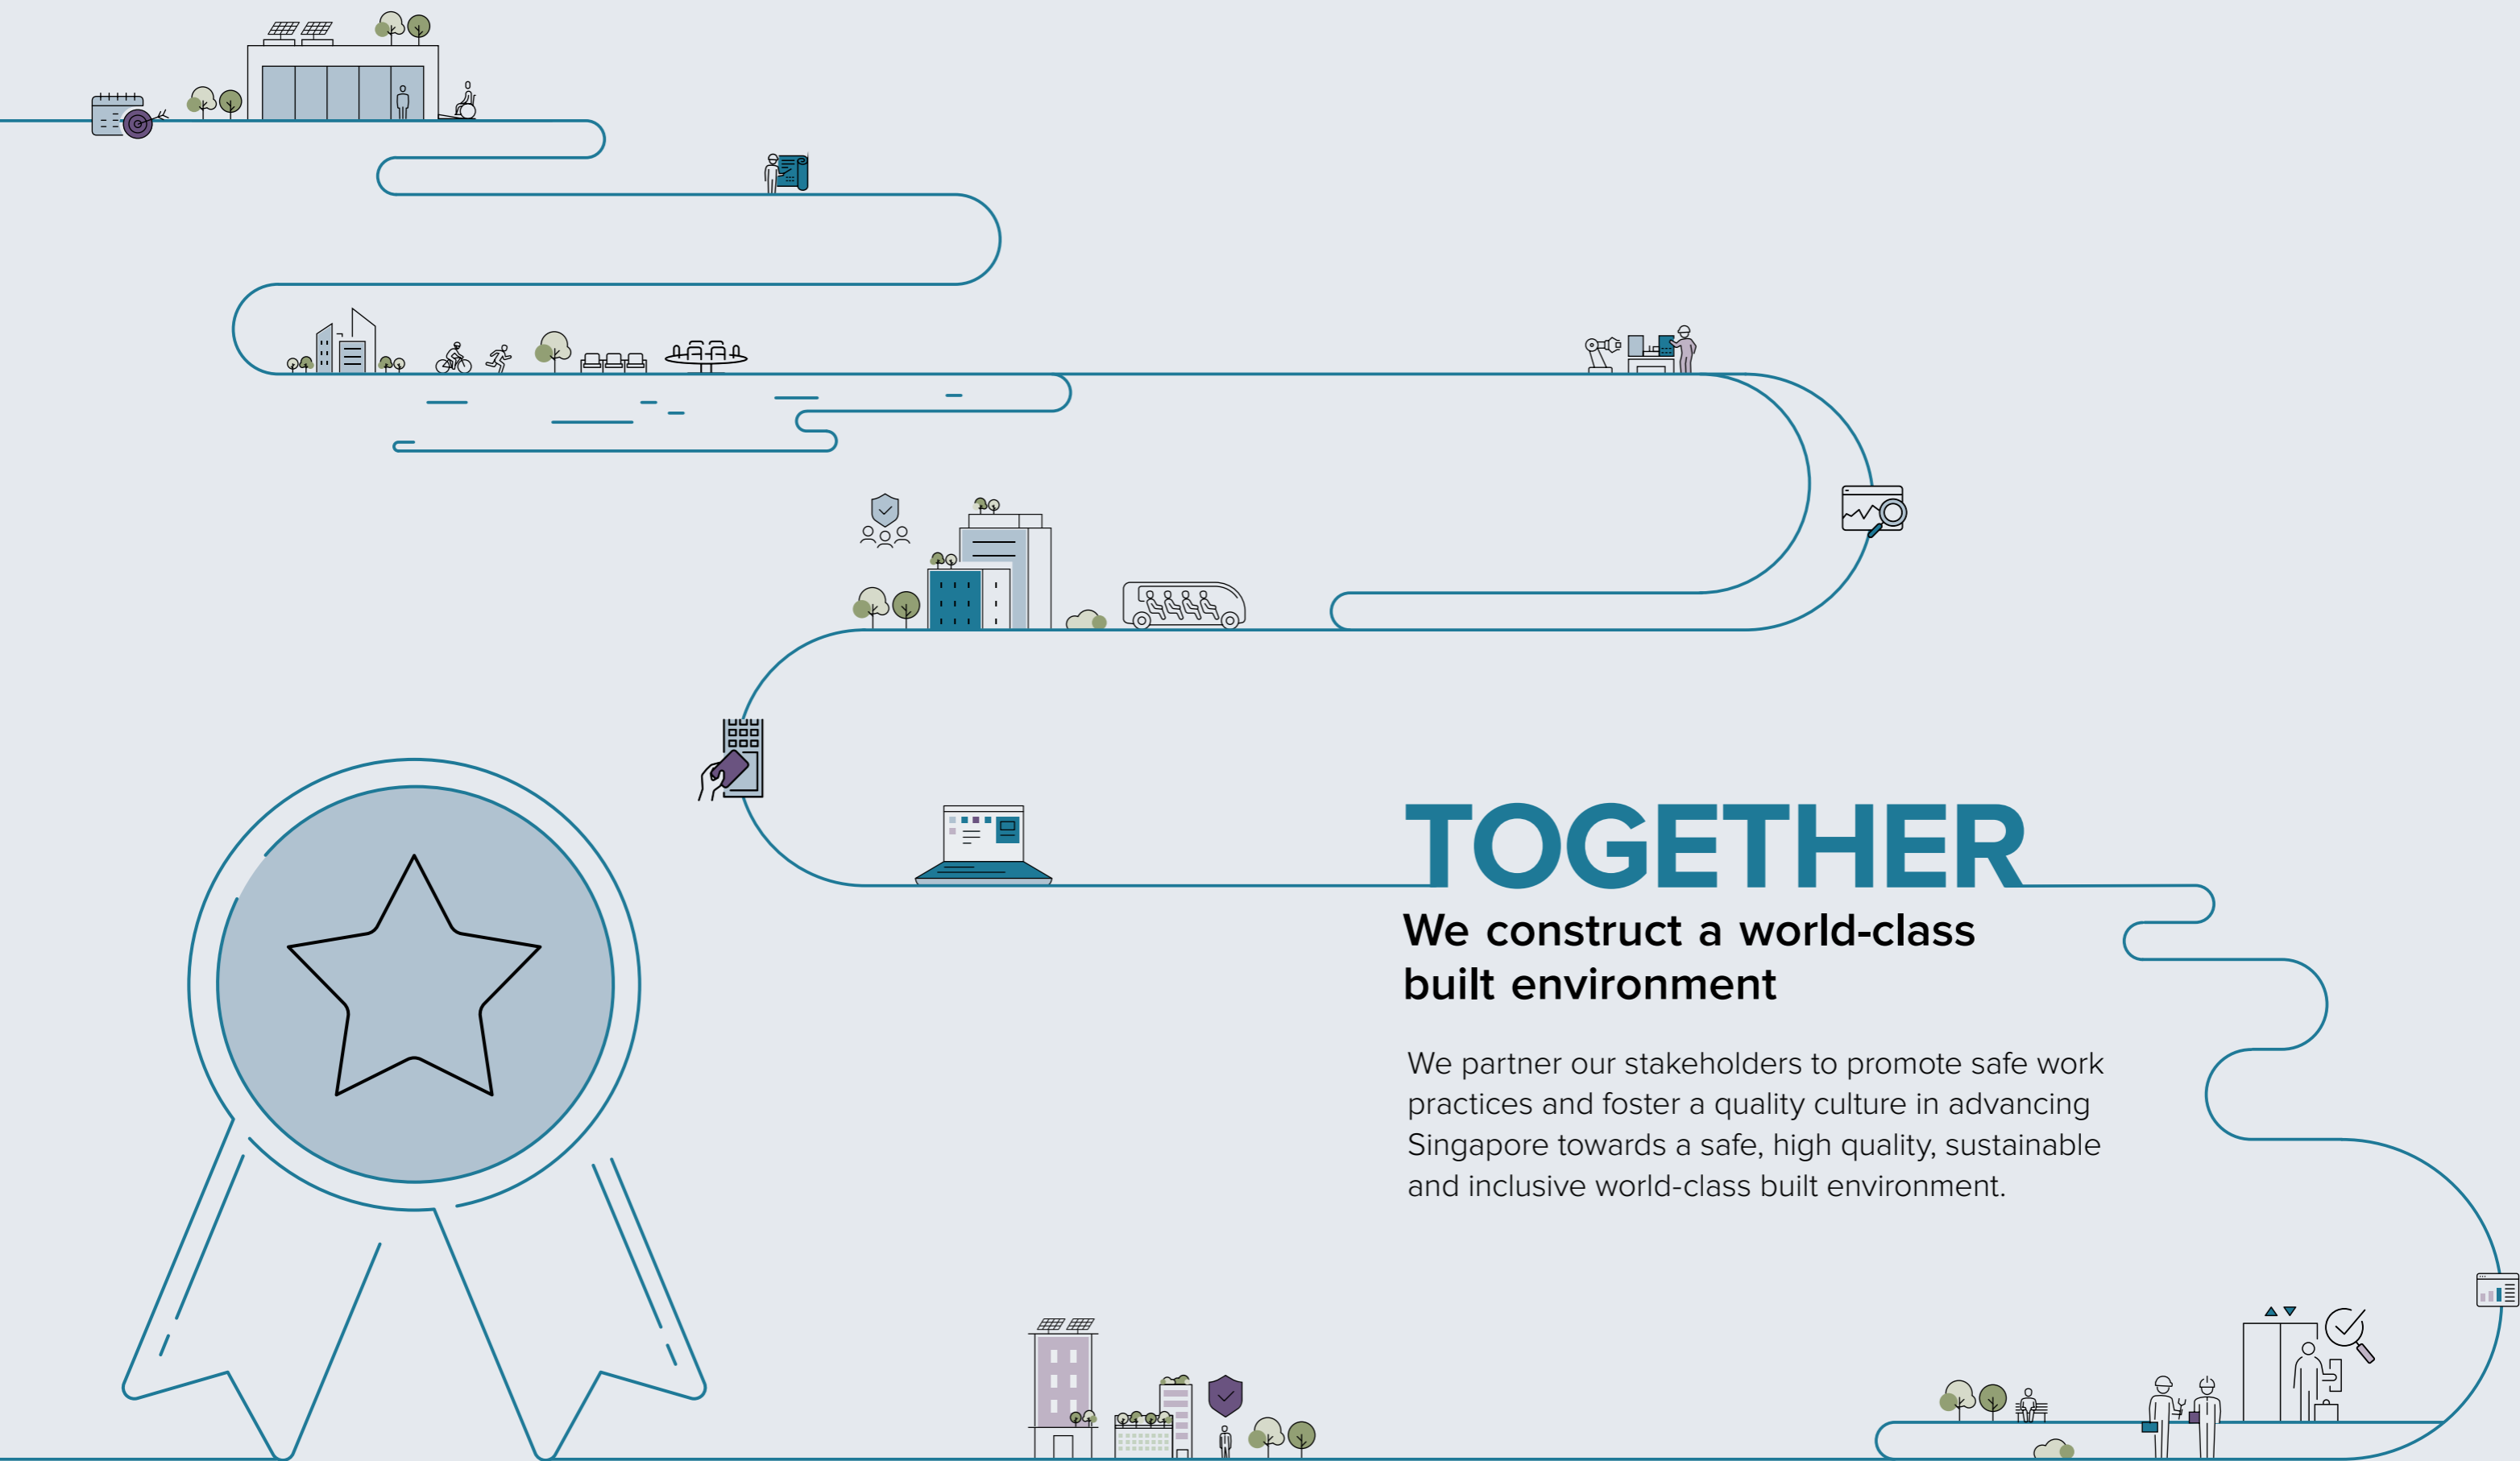 TOGETHER
We construct a world-class
built environment
We partner our stakeholders to promote safe work
practices and foster a quality culture in advancing
Singapore towards a safe, high quality, sustainable
and inclusive world-class built environment.